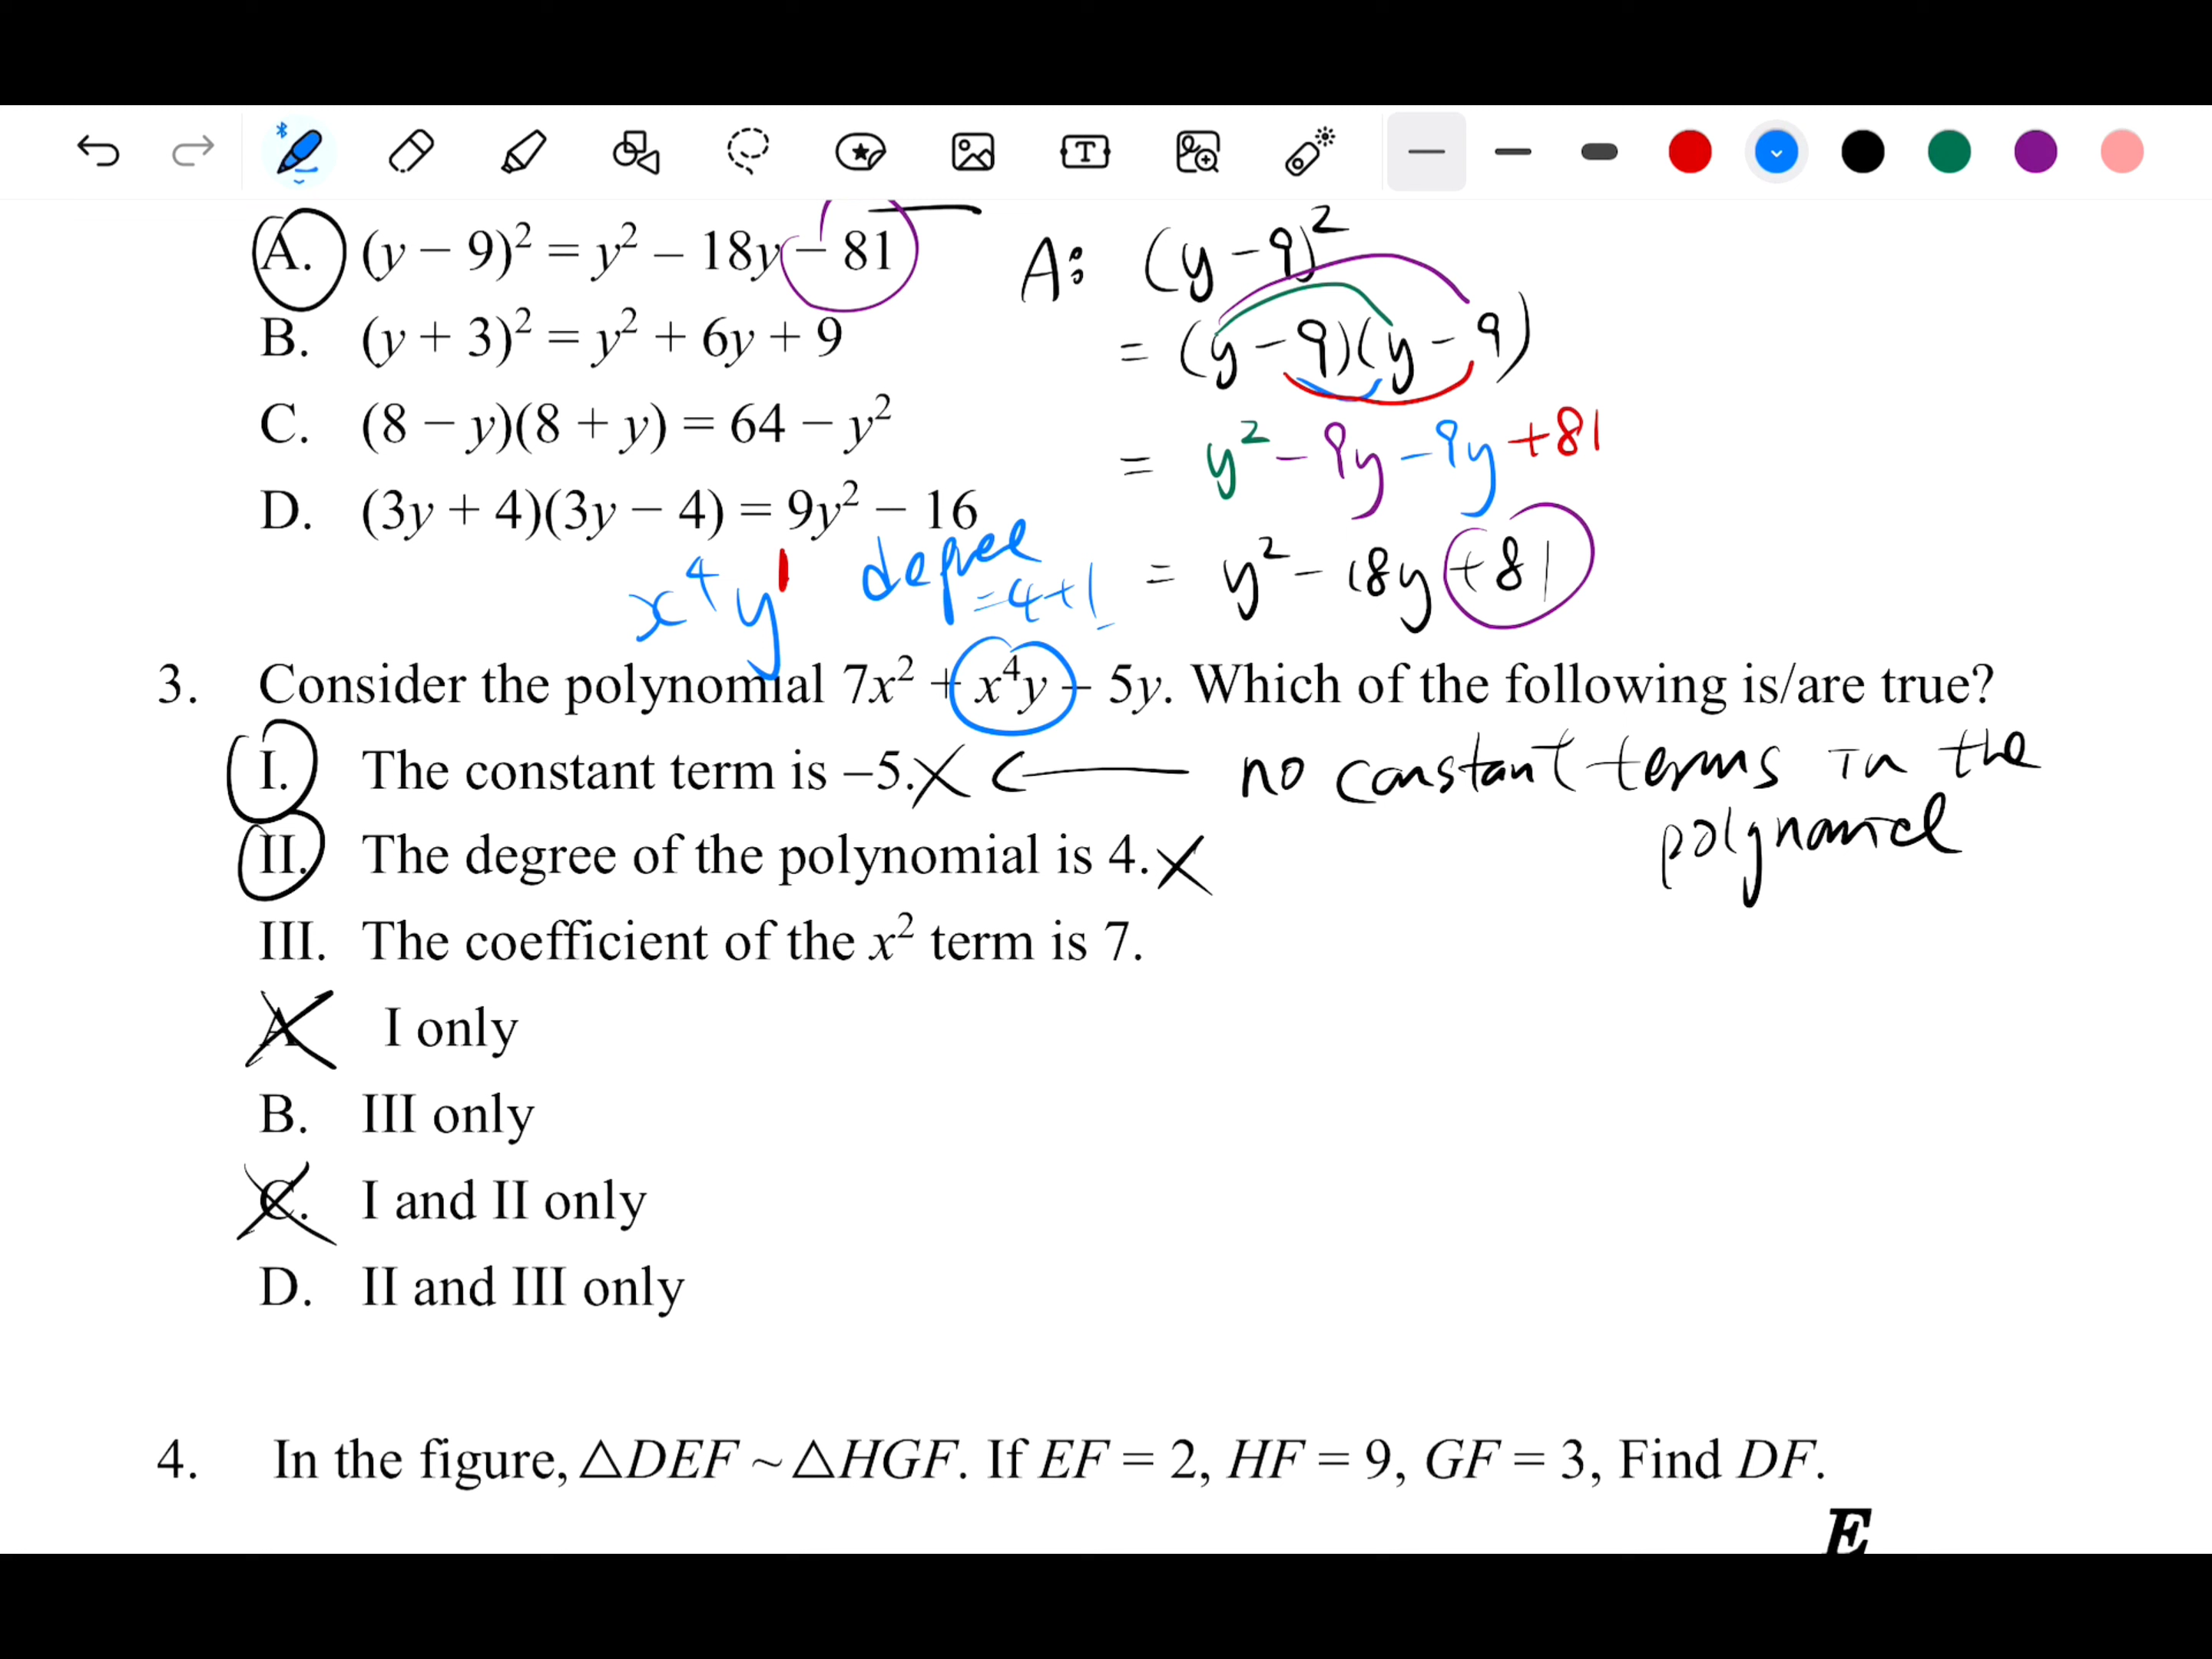 A. (y − 9)² = y² − 18y − 81
A: (y − 9)²
B. (y + 3)² = y² + 6y + 9
= (y − 9)(y − 9)
C. (8 − y)(8 + y) = 64 − y²
= y² − 9y − 9y + 81
D. (3y + 4)(3y − 4) = 9y² − 16
x⁴y¹ degree
= 4 + 1
= y² − 18y + 81
3. Consider the polynomial 7x² + x⁴y − 5y. Which of the following is/are true?
I. The constant term is −5. X ← no constant terms in the
polynomial
II. The degree of the polynomial is 4. X
III. The coefficient of the x² term is 7.
A. I only
B. III only
C. I and II only
D. II and III only
4. In the figure, △DEF ~ △HGF. If EF = 2, HF = 9, GF = 3, Find DF.
E